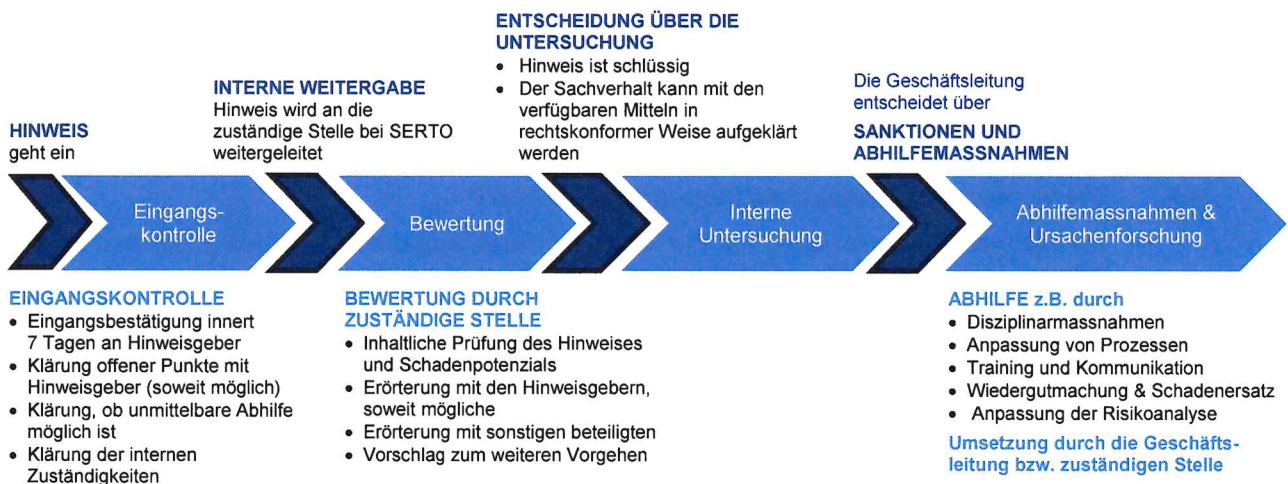 HINWEIS
geht ein
INTERNE WEITERGABE
Hinweis wird an die
zuständige Stelle bei SERTO
weitergeleitet
ENTSCHEIDUNG ÜBER DIE
UNTERSUCHUNG
• Hinweis ist schlüssig
• Der Sachverhalt kann mit den
verfügbaren Mitteln in
rechtskonformer Weise aufgeklärt
werden
Die Geschäftsleitung
entscheidet über
SANKTIONEN UND
ABHILFEMASSNAHMEN
Eingangs-
kontrolle
Bewertung
Interne
Untersuchung
Abhilfemassnahmen &
Ursachenforschung
EINGANGSKONTROLLE
• Eingangsbestätigung innert
7 Tagen an Hinweisgeber
• Klärung offener Punkte mit
Hinweisgeber (soweit möglich)
• Klärung, ob unmittelbare Abhilfe
möglich ist
• Klärung der internen
Zuständigkeiten
BEWERTUNG DURCH
ZUSTÄNDIGE STELLE
• Inhaltliche Prüfung des Hinweises
und Schadenpotenzials
• Erörterung mit den Hinweisgebern,
soweit mögliche
• Erörterung mit sonstigen beteiligten
• Vorschlag zum weiteren Vorgehen
ABHILFE z.B. durch
• Disziplinarmassnahmen
• Anpassung von Prozessen
• Training und Kommunikation
• Wiedergutmachung & Schadenersatz
• Anpassung der Risikoanalyse
Umsetzung durch die Geschäfts-
leitung bzw. zuständigen Stelle